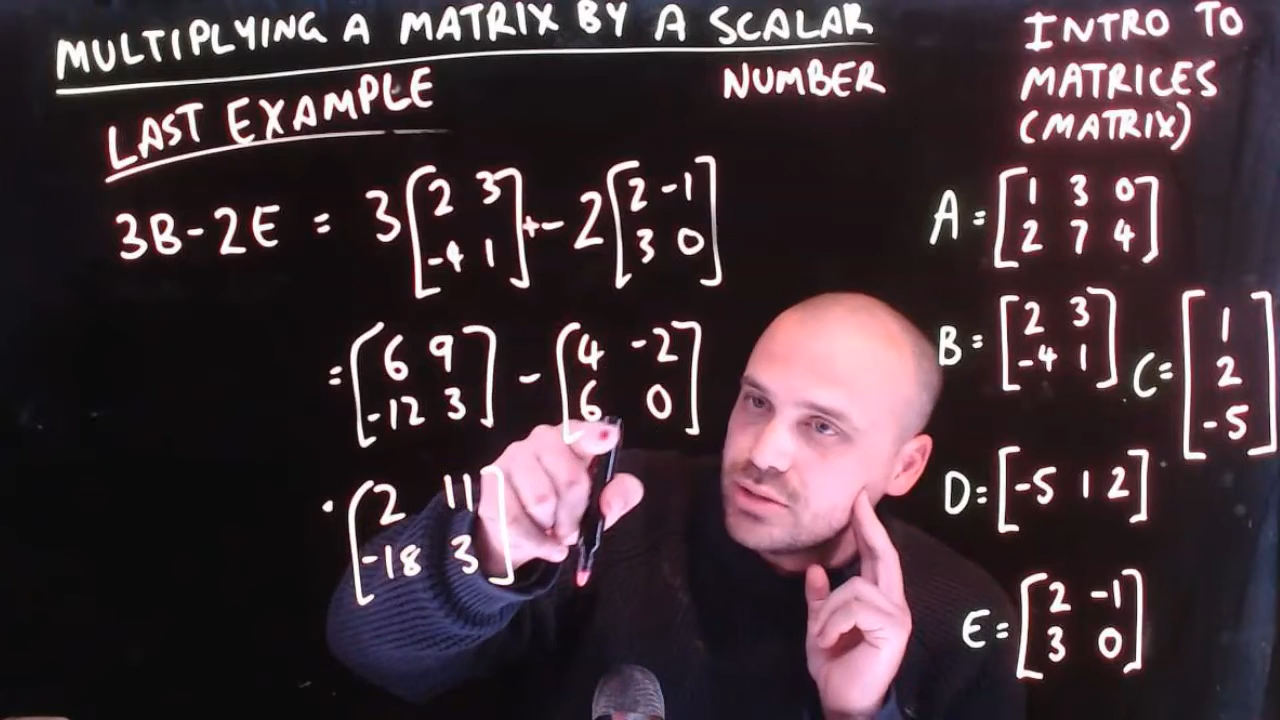 MULTIPLYING A MATRIX BY A SCALAR
NUMBER
LAST EXAMPLE
3B-2E = 3[2 3
-4 1]+-2[2 -1
3 0]
=[6 9
-12 3] - [4 -2
6 0]
[2 11
-18 3]
INTRO TO
MATRICES
(MATRIX)
A=[1 3 0
2 7 4]
B=[2 3
-4 1]
C=[1
2
-5]
D=[-5 1 2]
E=[2 -1
3 0]